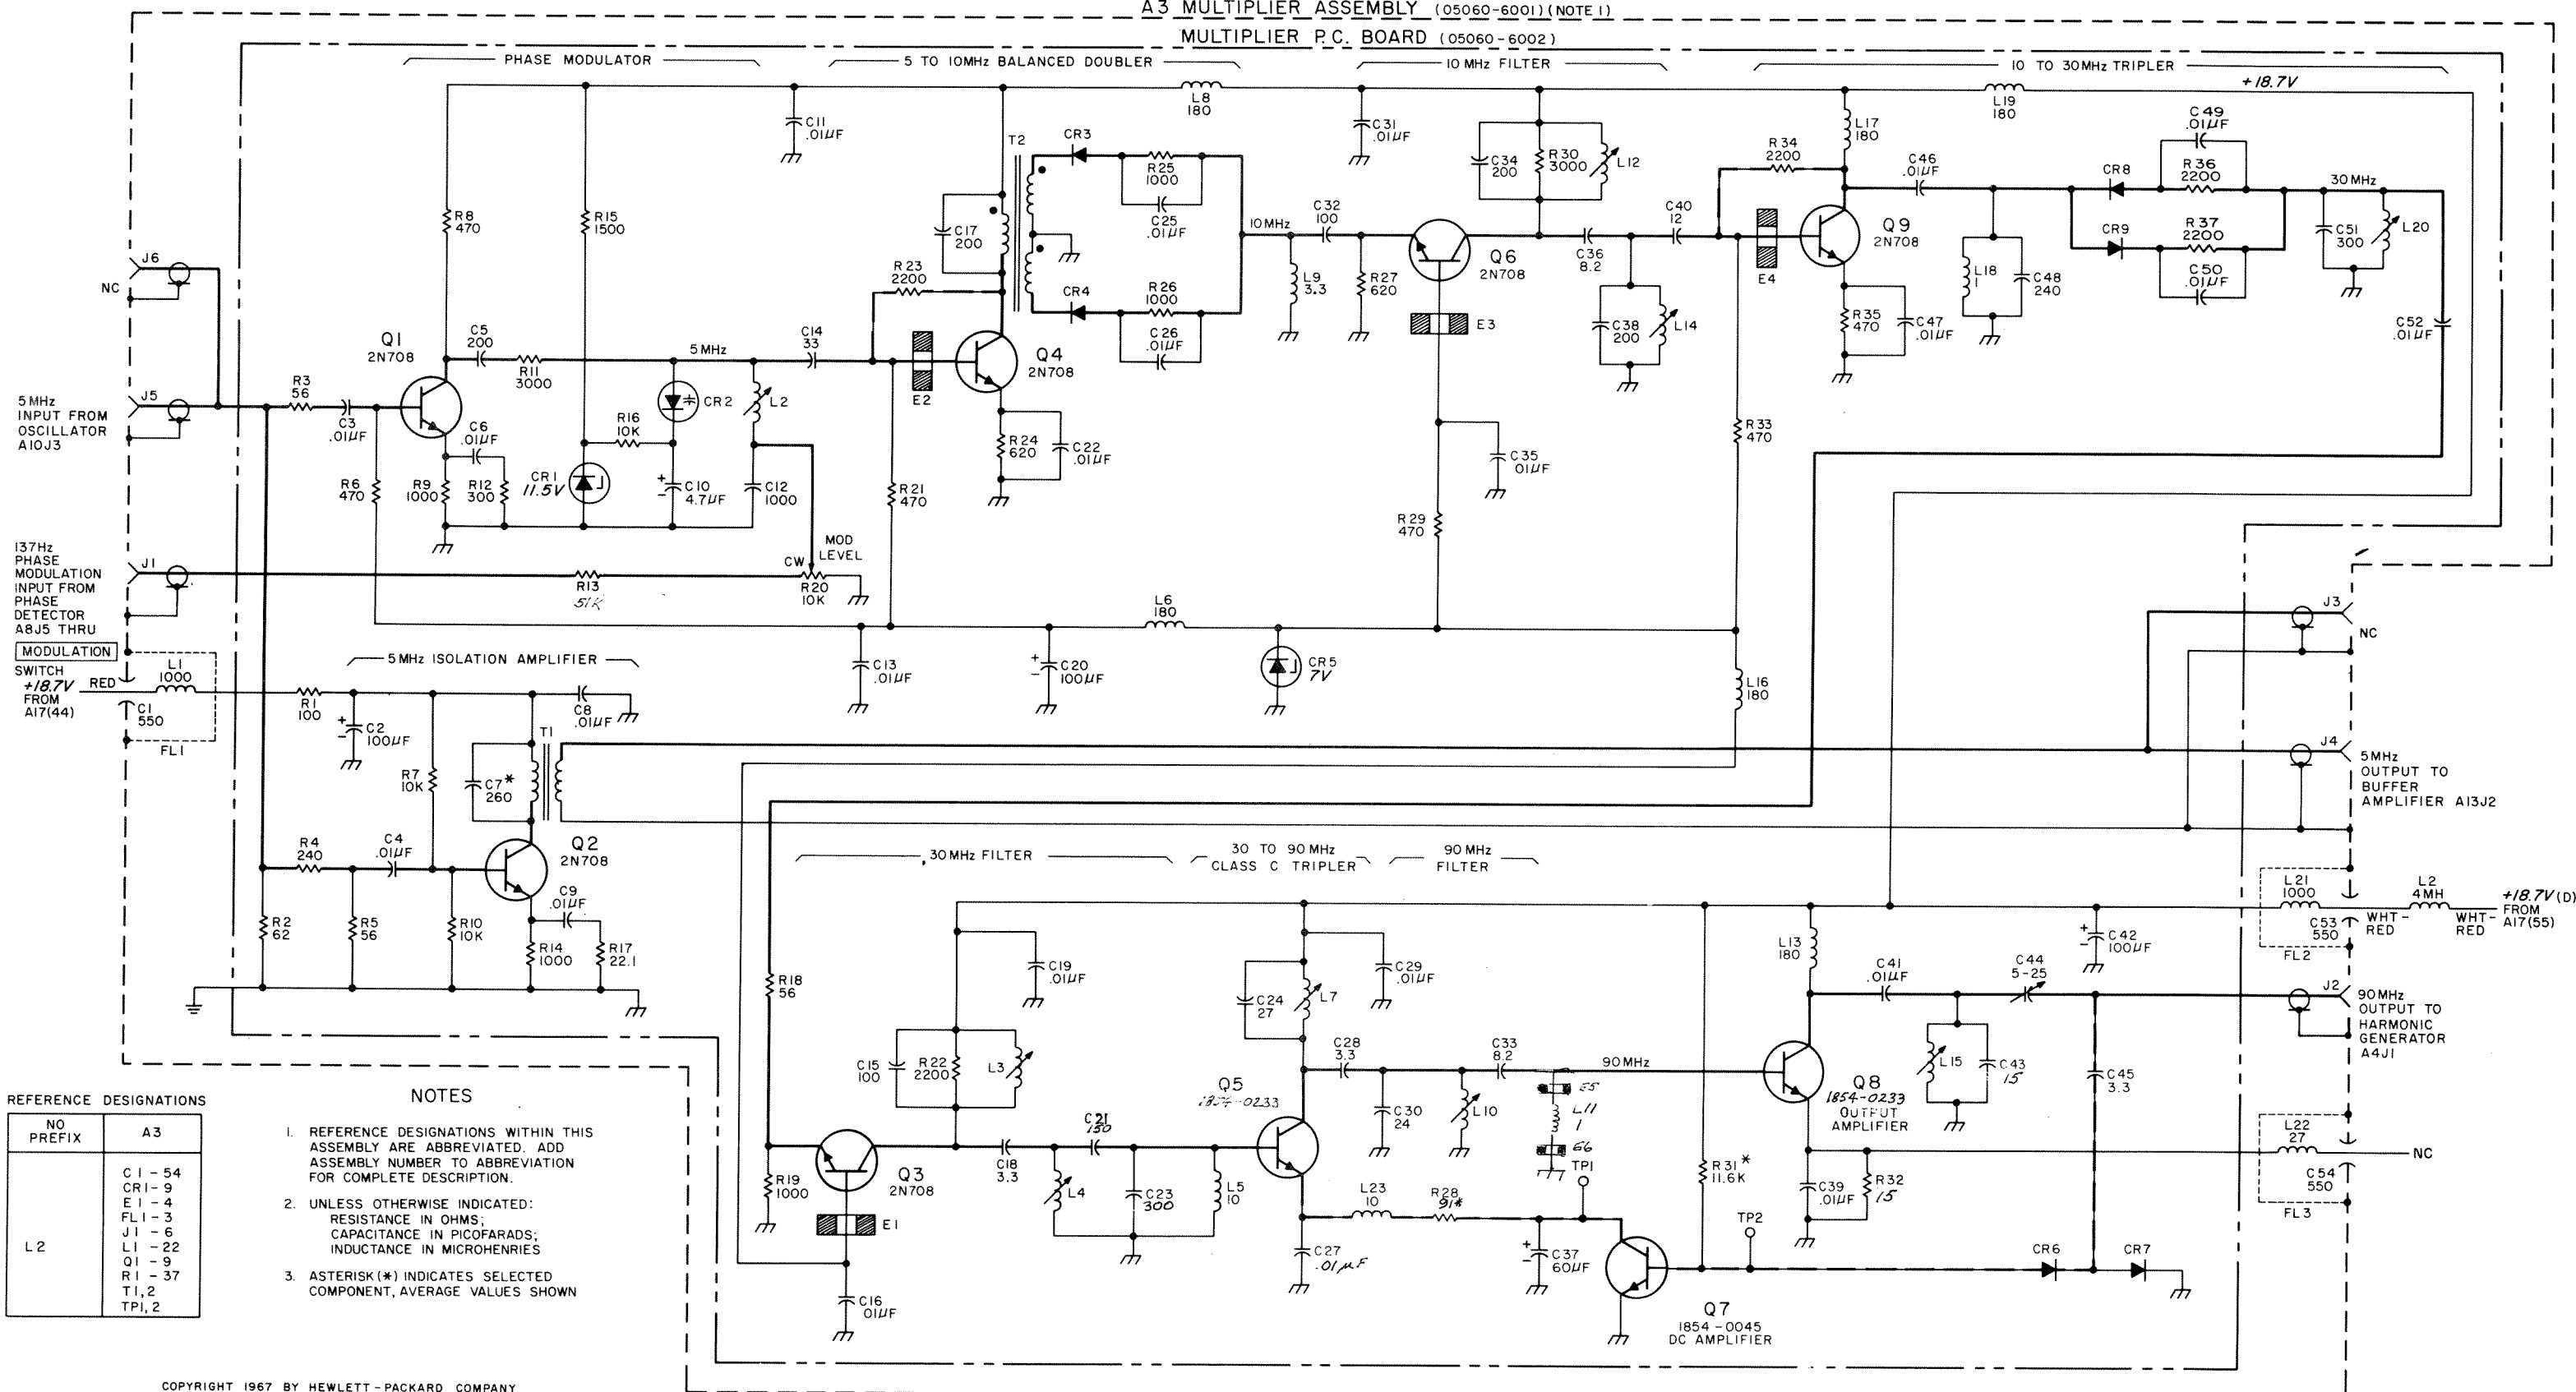 A3 MULTIPLIER ASSEMBLY (05060-6001) (NOTE 1)
MULTIPLIER P.C. BOARD (05060-6002)
PHASE MODULATOR
5 TO 10MHz BALANCED DOUBLER
10 MHz FILTER
10 TO 30MHz TRIPLER
+18.7V
L8
180
L19
180
C11
.01µF
C31
.01µF
L17
180
C49
.01µF
T2
CR3
R25
1000
C25
.01µF
C34
200
R30
3000
L12
R34
2200
C46
.01µF
CR8
R36
2200
30MHz
R8
470
R15
1500
C17
200
10MHz
C32
100
C40
12
Q9
2N708
CR9
R37
2200
C51
300
L20
J6
NC
R23
2200
CR4
R26
1000
C26
.01µF
L9
3.3
R27
620
Q6
2N708
C36
8.2
E4
L18
1
C48
240
C50
.01µF
E3
C38
200
L14
R35
470
C47
.01µF
C52
.01µF
Q1
2N708
C5
200
R11
3000
5MHz
C14
33
E2
Q4
2N708
5MHz
INPUT FROM
OSCILLATOR
A10J3
J5
R3
56
C3
.01µF
CR2
L2
R16
10K
C6
.01µF
R24
620
C22
.01µF
R33
470
C35
01µF
R6
470
R9
1000
R12
300
CR1
11.5V
C10
4.7µF
+
-
C12
1000
R21
470
R29
470
137Hz
PHASE
MODULATION
INPUT FROM
PHASE
DETECTOR
A8J5 THRU
MODULATION
SWITCH
J1
MOD
LEVEL
CW
R13
51K
R20
10K
L6
180
J3
NC
+18.7V
FROM
A17(44)
RED
L1
1000
C1
550
FL1
5MHz ISOLATION AMPLIFIER
C13
.01µF
C20
100µF
+
-
CR5
7V
L16
180
R1
100
C2
100µF
+
-
C8
.01µF
T1
R7
10K
C7*
260
J4
5MHz
OUTPUT TO
BUFFER
AMPLIFIER A13J2
R4
240
C4
.01µF
Q2
2N708
30MHz FILTER
30 TO 90MHz
CLASS C TRIPLER
90MHz
FILTER
C9
.01µF
R2
62
R5
56
R10
10K
R14
1000
R17
22.1
L21
1000
C53
550
FL2
L2
4MH
WHT-
RED
WHT-
RED
+18.7V (D)
FROM
A17(55)
C42
100µF
+
-
R18
56
C19
.01µF
C24
27
L7
C29
.01µF
L13
180
C41
.01µF
C44
5-25
J2
90MHz
OUTPUT TO
HARMONIC
GENERATOR
A4J1
C15
100
R22
2200
L3
C28
3.3
C33
8.2
90MHz
Q5
1854-0233
C30
24
L10
E5
L11
1
E6
Q8
1854-0233
OUTPUT
AMPLIFIER
L15
C43
15
C45
3.3
R19
1000
Q3
2N708
C18
3.3
C21
130
L4
C23
300
L5
10
L23
10
R28
91*
TP1
R31*
11.6K
TP2
C39
.01µF
R32
15
L22
27
C54
550
FL3
NC
E1
C16
01µF
C27
.01µF
C37
60µF
+
-
Q7
1854-0045
DC AMPLIFIER
CR6
CR7
REFERENCE DESIGNATIONS
NO
PREFIX
A3
L2
C1-54
CR1-9
E1-4
FL1-3
J1-6
L1-22
Q1-9
R1-37
T1,2
TP1,2
NOTES
1. REFERENCE DESIGNATIONS WITHIN THIS
ASSEMBLY ARE ABBREVIATED. ADD
ASSEMBLY NUMBER TO ABBREVIATION
FOR COMPLETE DESCRIPTION.
2. UNLESS OTHERWISE INDICATED:
RESISTANCE IN OHMS;
CAPACITANCE IN PICOFARADS;
INDUCTANCE IN MICROHENRIES
3. ASTERISK (*) INDICATES SELECTED
COMPONENT, AVERAGE VALUES SHOWN
COPYRIGHT 1967 BY HEWLETT-PACKARD COMPANY